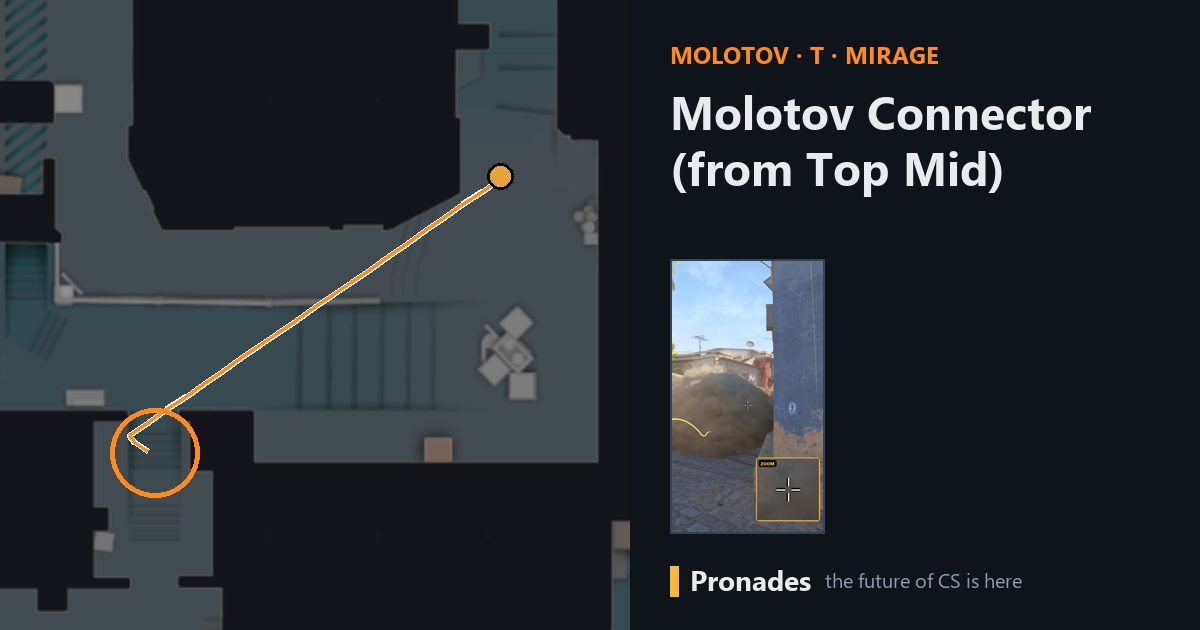 MOLOTOV · T · MIRAGE
Molotov Connector
(from Top Mid)
ZOOM
Pronades the future of CS is here